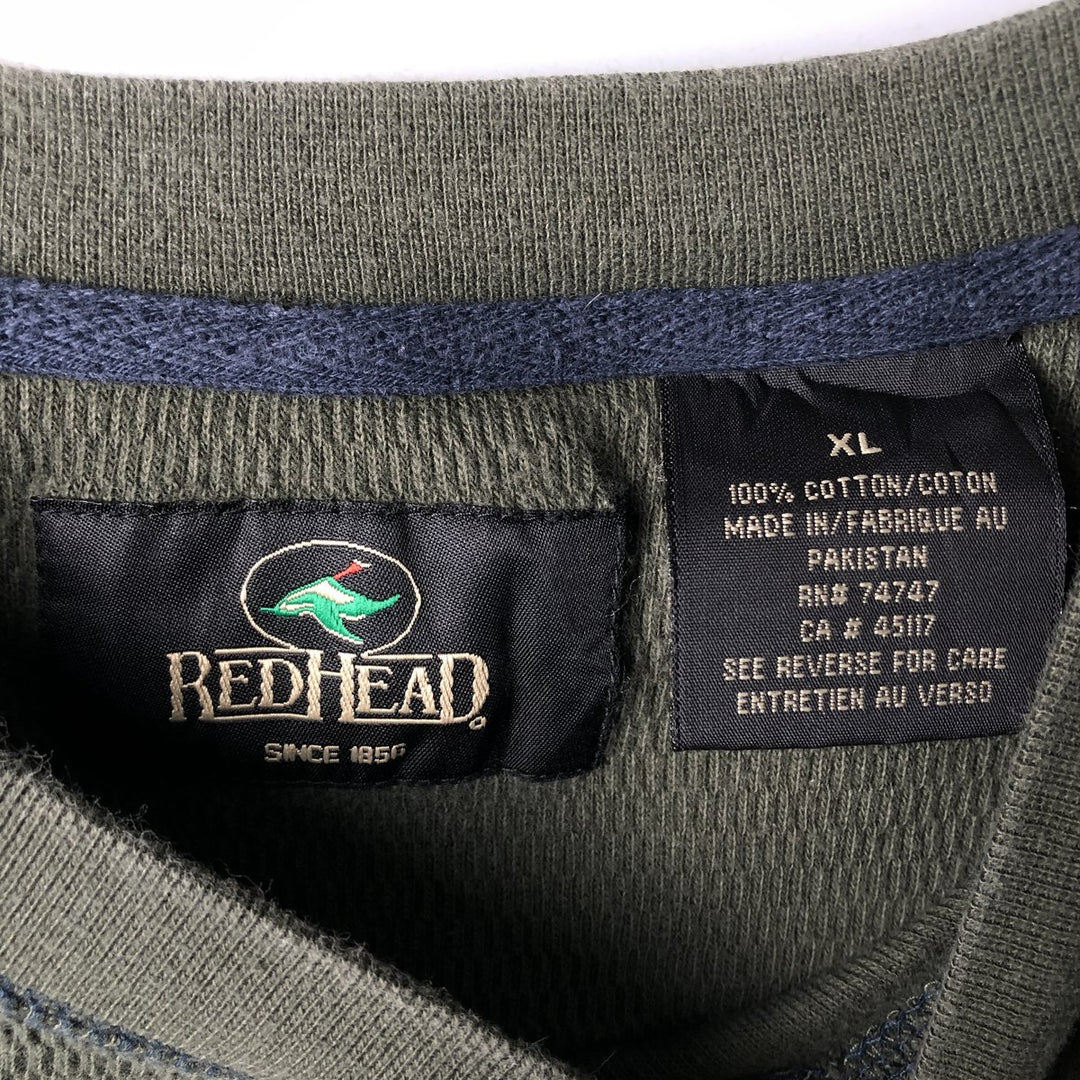 REDHEAD
SINCE 1856
XL
100% COTTON/COTON
MADE IN/FABRIQUE AU
PAKISTAN
RN# 74747
CA # 45117
SEE REVERSE FOR CARE
ENTRETIEN AU VERSO